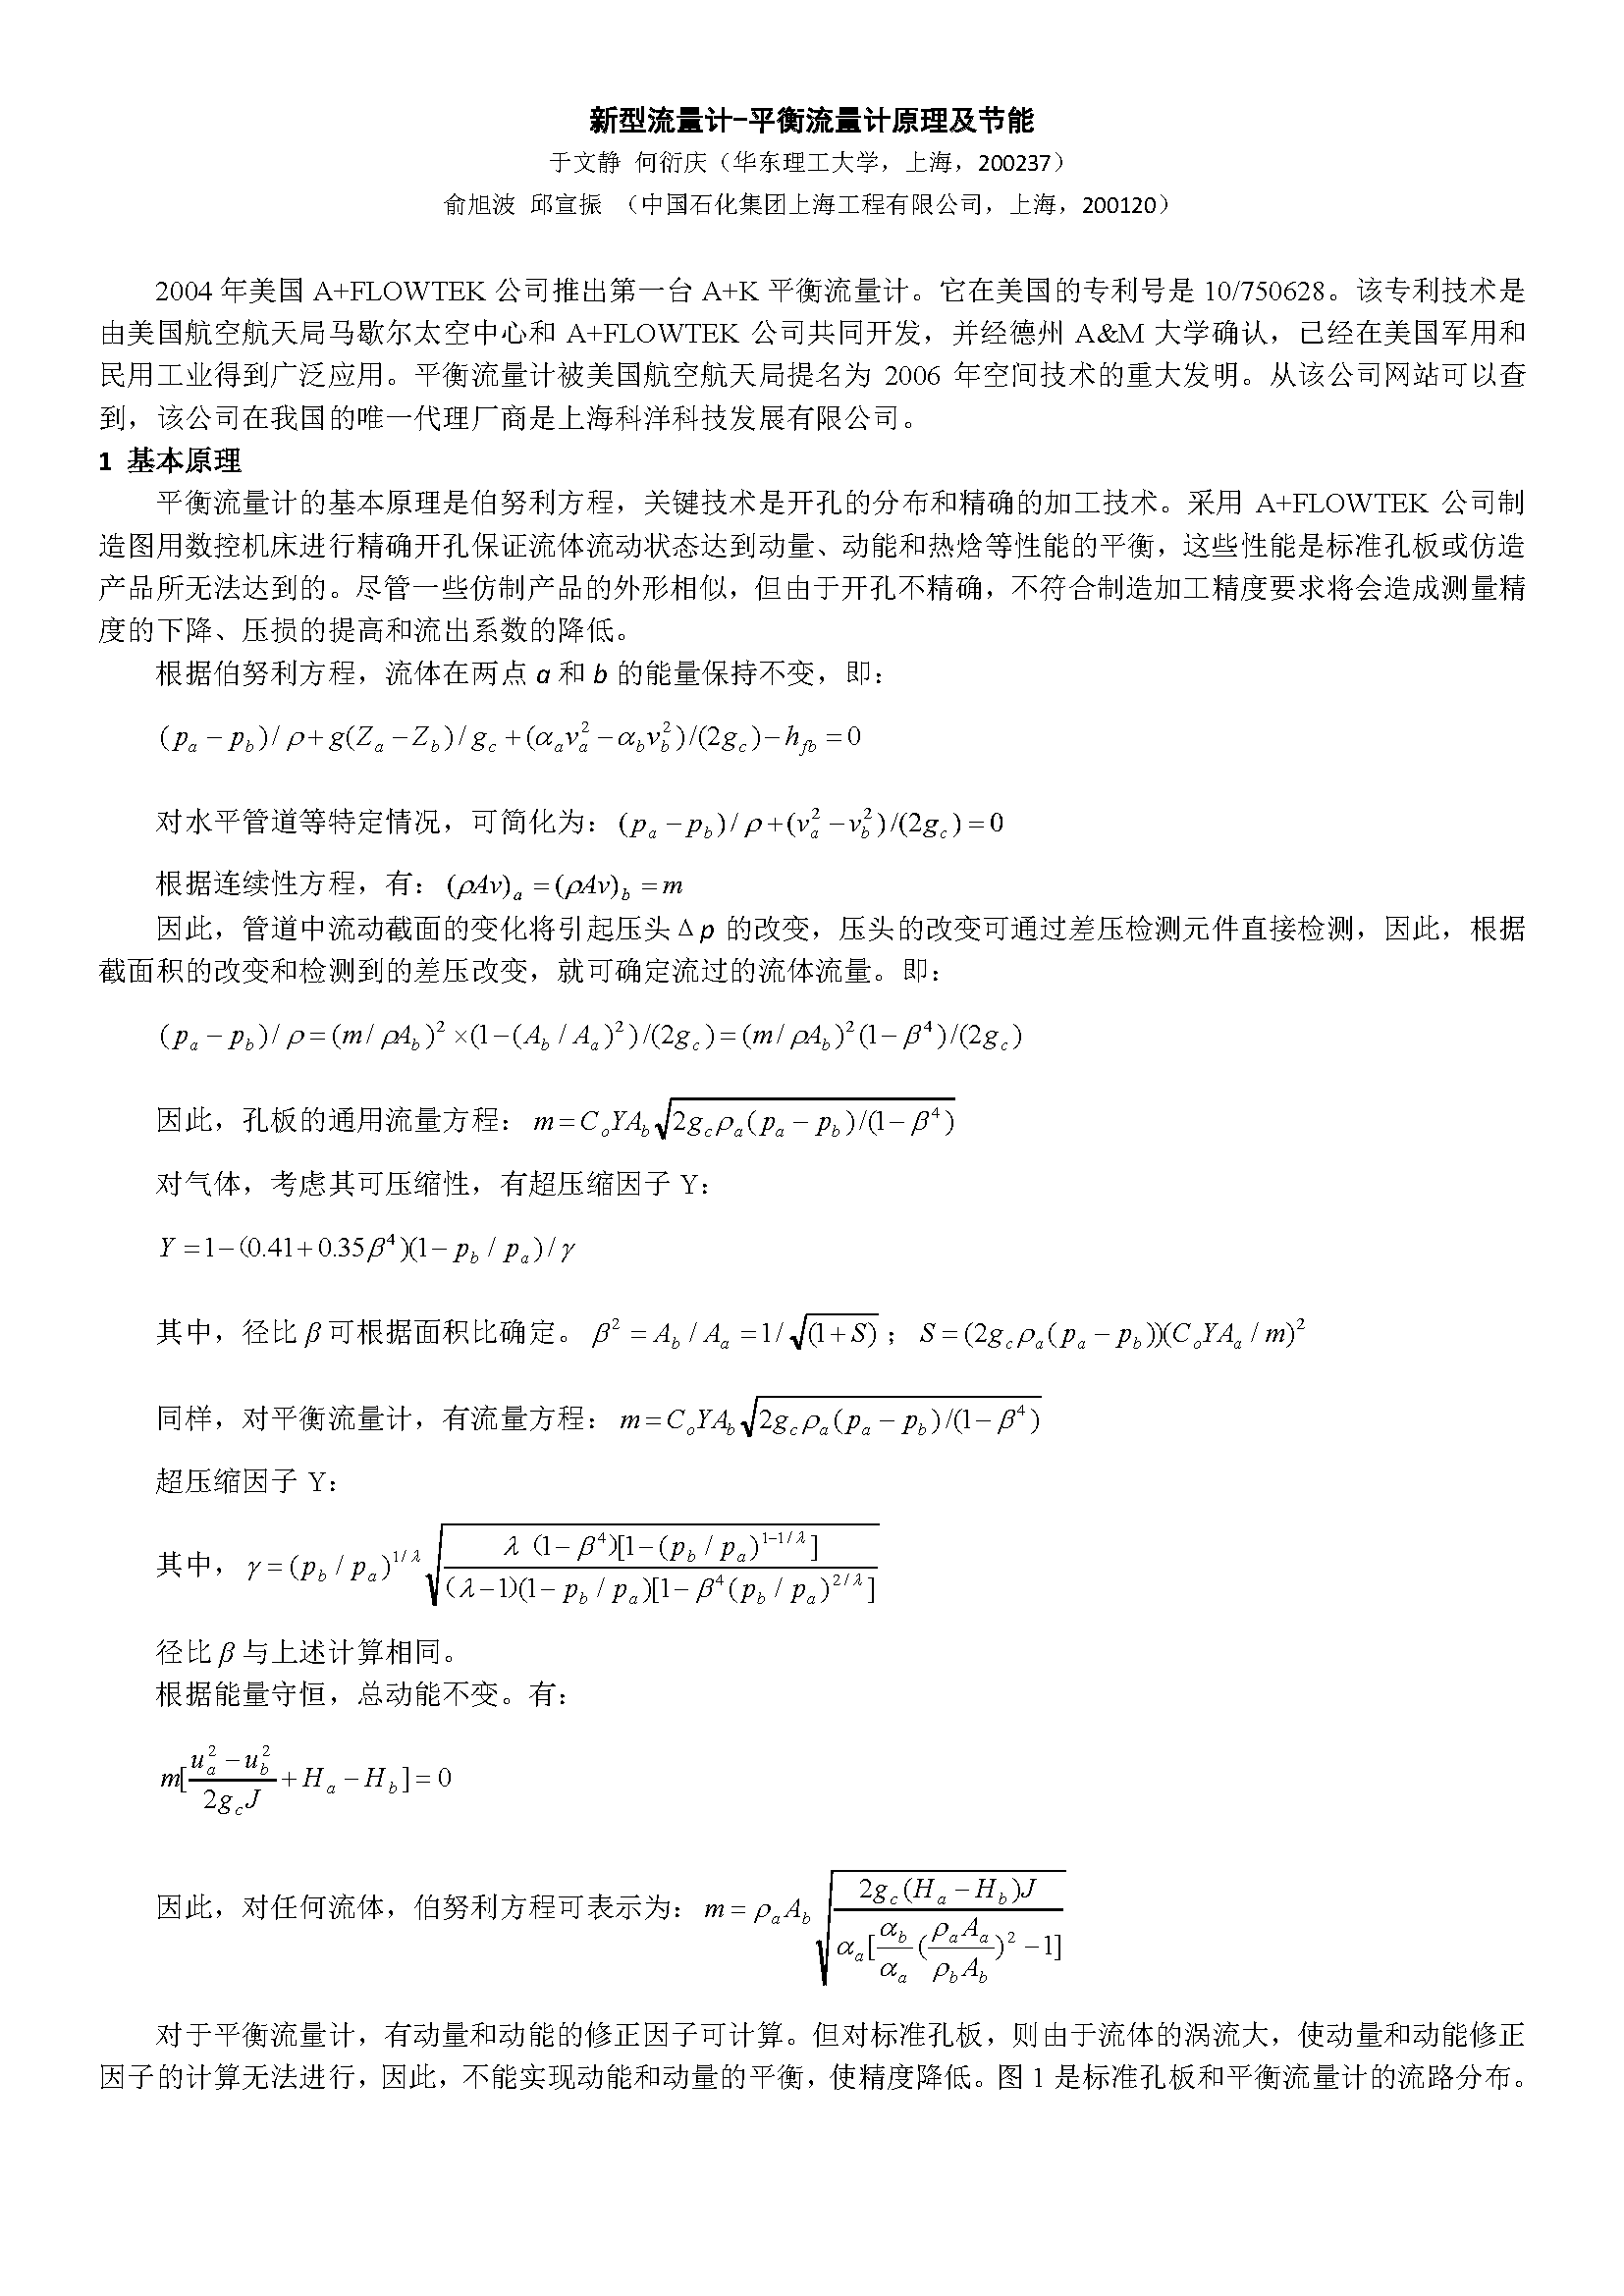 新型流量计-平衡流量计原理及节能
于文静 何衍庆（华东理工大学，上海，200237）
俞旭波 邱宣振 （中国石化集团上海工程有限公司，上海，200120）
2004 年美国 A+FLOWTEK 公司推出第一台 A+K 平衡流量计。它在美国的专利号是 10/750628。该专利技术是
由美国航空航天局马歇尔太空中心和 A+FLOWTEK 公司共同开发，并经德州 A&M 大学确认，已经在美国军用和
民用工业得到广泛应用。平衡流量计被美国航空航天局提名为 2006 年空间技术的重大发明。从该公司网站可以查
到，该公司在我国的唯一代理厂商是上海科洋科技发展有限公司。
1 基本原理
平衡流量计的基本原理是伯努利方程，关键技术是开孔的分布和精确的加工技术。采用 A+FLOWTEK 公司制
造图用数控机床进行精确开孔保证流体流动状态达到动量、动能和热焓等性能的平衡，这些性能是标准孔板或仿造
产品所无法达到的。尽管一些仿制产品的外形相似，但由于开孔不精确，不符合制造加工精度要求将会造成测量精
度的下降、压损的提高和流出系数的降低。
根据伯努利方程，流体在两点 a 和 b 的能量保持不变，即：
$(p_a-p_b)/\rho+g(Z_a-Z_b)/g_c+(\alpha_a v_a^2-\alpha_b v_b^2)/(2g_c)-h_{fb}=0$
对水平管道等特定情况，可简化为：$(p_a-p_b)/\rho+(v_a^2-v_b^2)/(2g_c)=0$
根据连续性方程，有：$(\rho Av)_a=(\rho Av)_b=m$
因此，管道中流动截面的变化将引起压头 Δp 的改变，压头的改变可通过差压检测元件直接检测，因此，根据
截面积的改变和检测到的差压改变，就可确定流过的流体流量。即：
$(p_a-p_b)/\rho=(m/\rho A_b)^2\times(1-(A_b/A_a)^2)/(2g_c)=(m/\rho A_b)^2(1-\beta^4)/(2g_c)$
因此，孔板的通用流量方程：$m=C_oYA_b\sqrt{2g_c\rho_a(p_a-p_b)/(1-\beta^4)}$
对气体，考虑其可压缩性，有超压缩因子 Y：
$Y=1-(0.41+0.35\beta^4)(1-p_b/p_a)/\gamma$
其中，径比 β 可根据面积比确定。$\beta^2=A_b/A_a=1/\sqrt{(1+S)}$；$S=(2g_c\rho_a(p_a-p_b))(C_oYA_a/m)^2$
同样，对平衡流量计，有流量方程：$m=C_oYA_b\sqrt{2g_c\rho_a(p_a-p_b)/(1-\beta^4)}$
超压缩因子 Y：
其中，$\gamma=(p_b/p_a)^{1/\lambda}\sqrt{\frac{\lambda(1-\beta^4)[1-(p_b/p_a)^{1-1/\lambda}]}{(\lambda-1)(1-p_b/p_a)[1-\beta^4(p_b/p_a)^{2/\lambda}]}}$
径比 β 与上述计算相同。
根据能量守恒，总动能不变。有：
$m[\frac{u_a^2-u_b^2}{2g_cJ}+H_a-H_b]=0$
因此，对任何流体，伯努利方程可表示为：$m=\rho_aA_b\sqrt{\frac{2g_c(H_a-H_b)J}{\alpha_a[\frac{\alpha_b}{\alpha_a}(\frac{\rho_aA_a}{\rho_bA_b})^2-1]}}$
对于平衡流量计，有动量和动能的修正因子可计算。但对标准孔板，则由于流体的涡流大，使动量和动能修正
因子的计算无法进行，因此，不能实现动能和动量的平衡，使精度降低。图 1 是标准孔板和平衡流量计的流路分布。